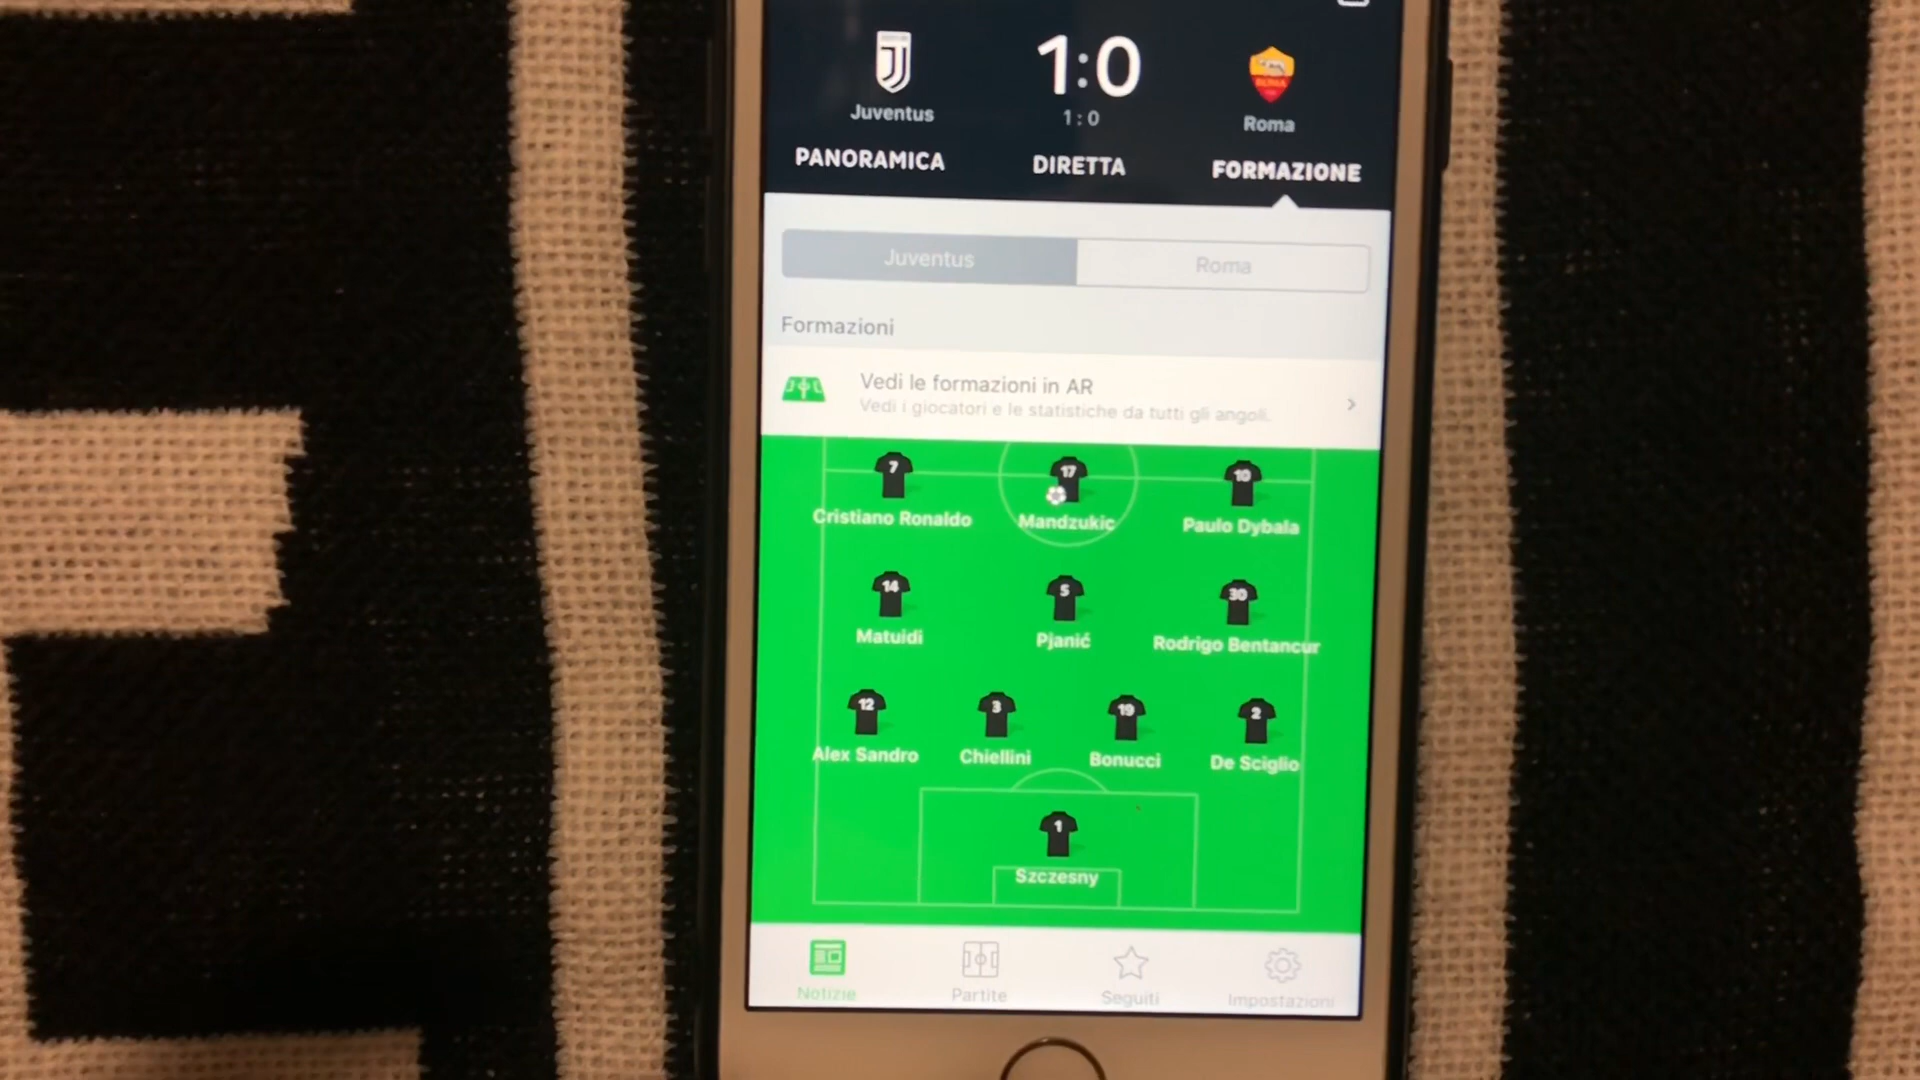 1:0
1:0
Juventus
Roma
PANORAMICA DIRETTA FORMAZIONE
Juventus Roma
Formazioni
Vedi le formazioni in AR
Vedi i giocatori e le statistiche da tutti gli angoli.
7 17 10
Cristiano Ronaldo Mandzukic Paulo Dybala
14 5 30
Matuidi Pjanić Rodrigo Bentancur
12 3 19 2
Alex Sandro Chiellini Bonucci De Sciglio
1
Szczesny
Notizie Partite Seguiti Impostazioni